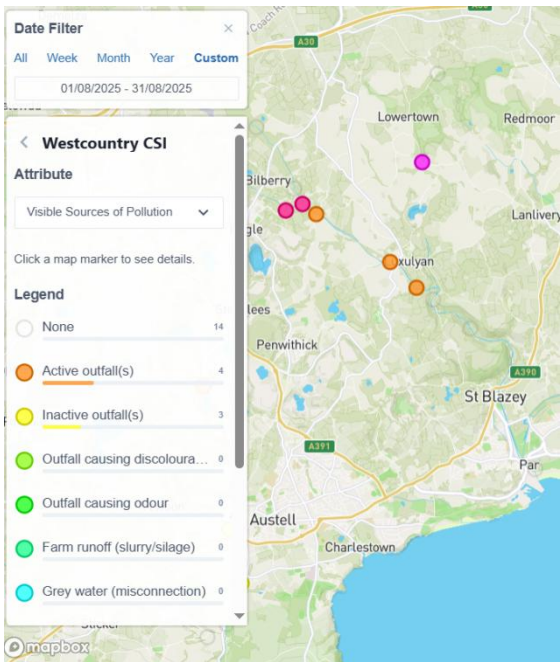 Date Filter
×
All Week Month Year Custom
01/08/2025 - 31/08/2025
Westcountry CSI
Attribute
Visible Sources of Pollution
Click a map marker to see details.
Legend
None 14
Active outfall(s) 4
Inactive outfall(s) 3
Outfall causing discoloura... 0
Outfall causing odour 0
Farm runoff (slurry/silage) 0
Grey water (misconnection) 0
mapbox
Coach Road
A30
Lowertown
Redmoor
Bilberry
Lanlivery
gle
xulyan
lees
Penwithick
A390
St Blazey
A391
Par
Austell
Charlestown